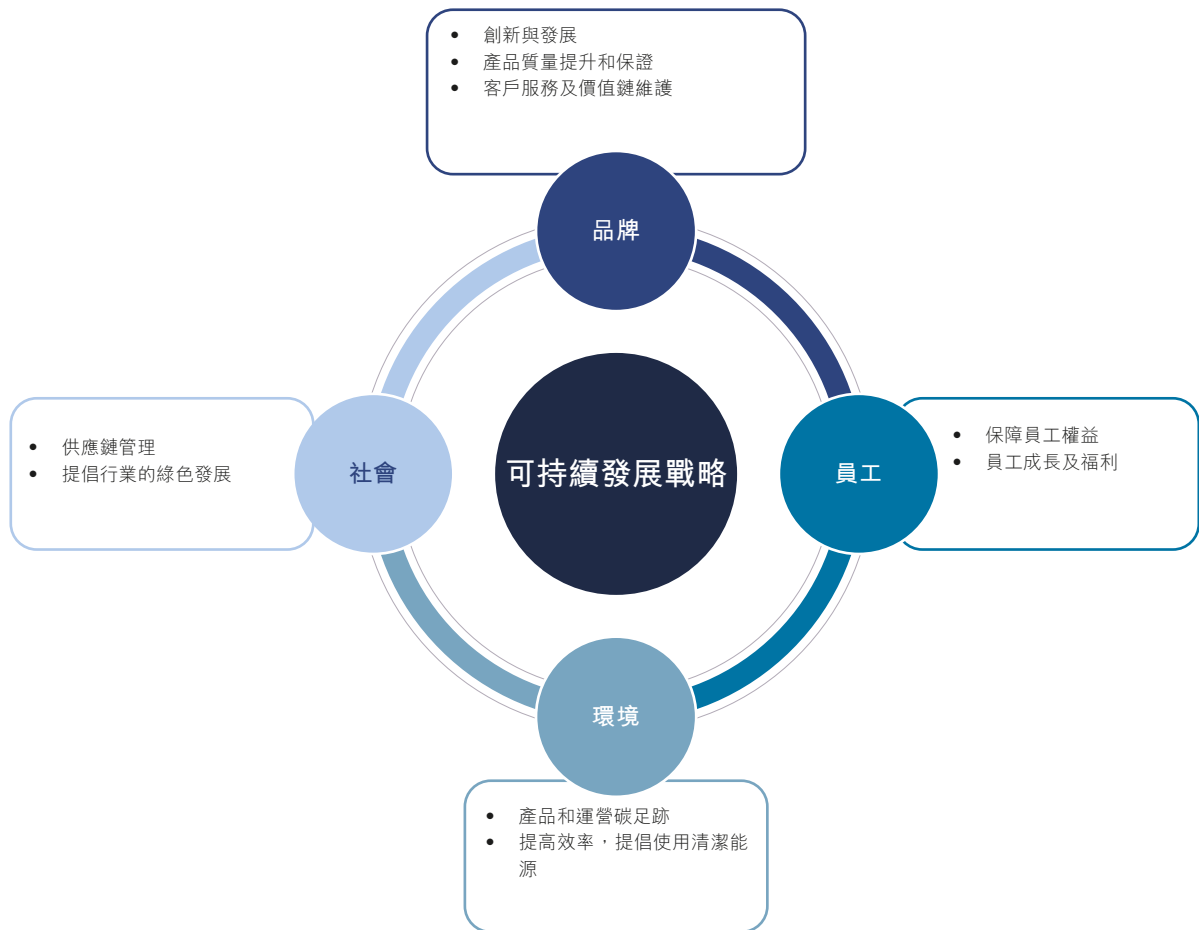 • 創新與發展
• 產品質量提升和保證
• 客戶服務及價值鏈維護
品牌
• 供應鏈管理
• 提倡行業的綠色發展
社會
可持續發展戰略
員工
• 保障員工權益
• 員工成長及福利
環境
• 產品和運營碳足跡
• 提高效率，提倡使用清潔能
源